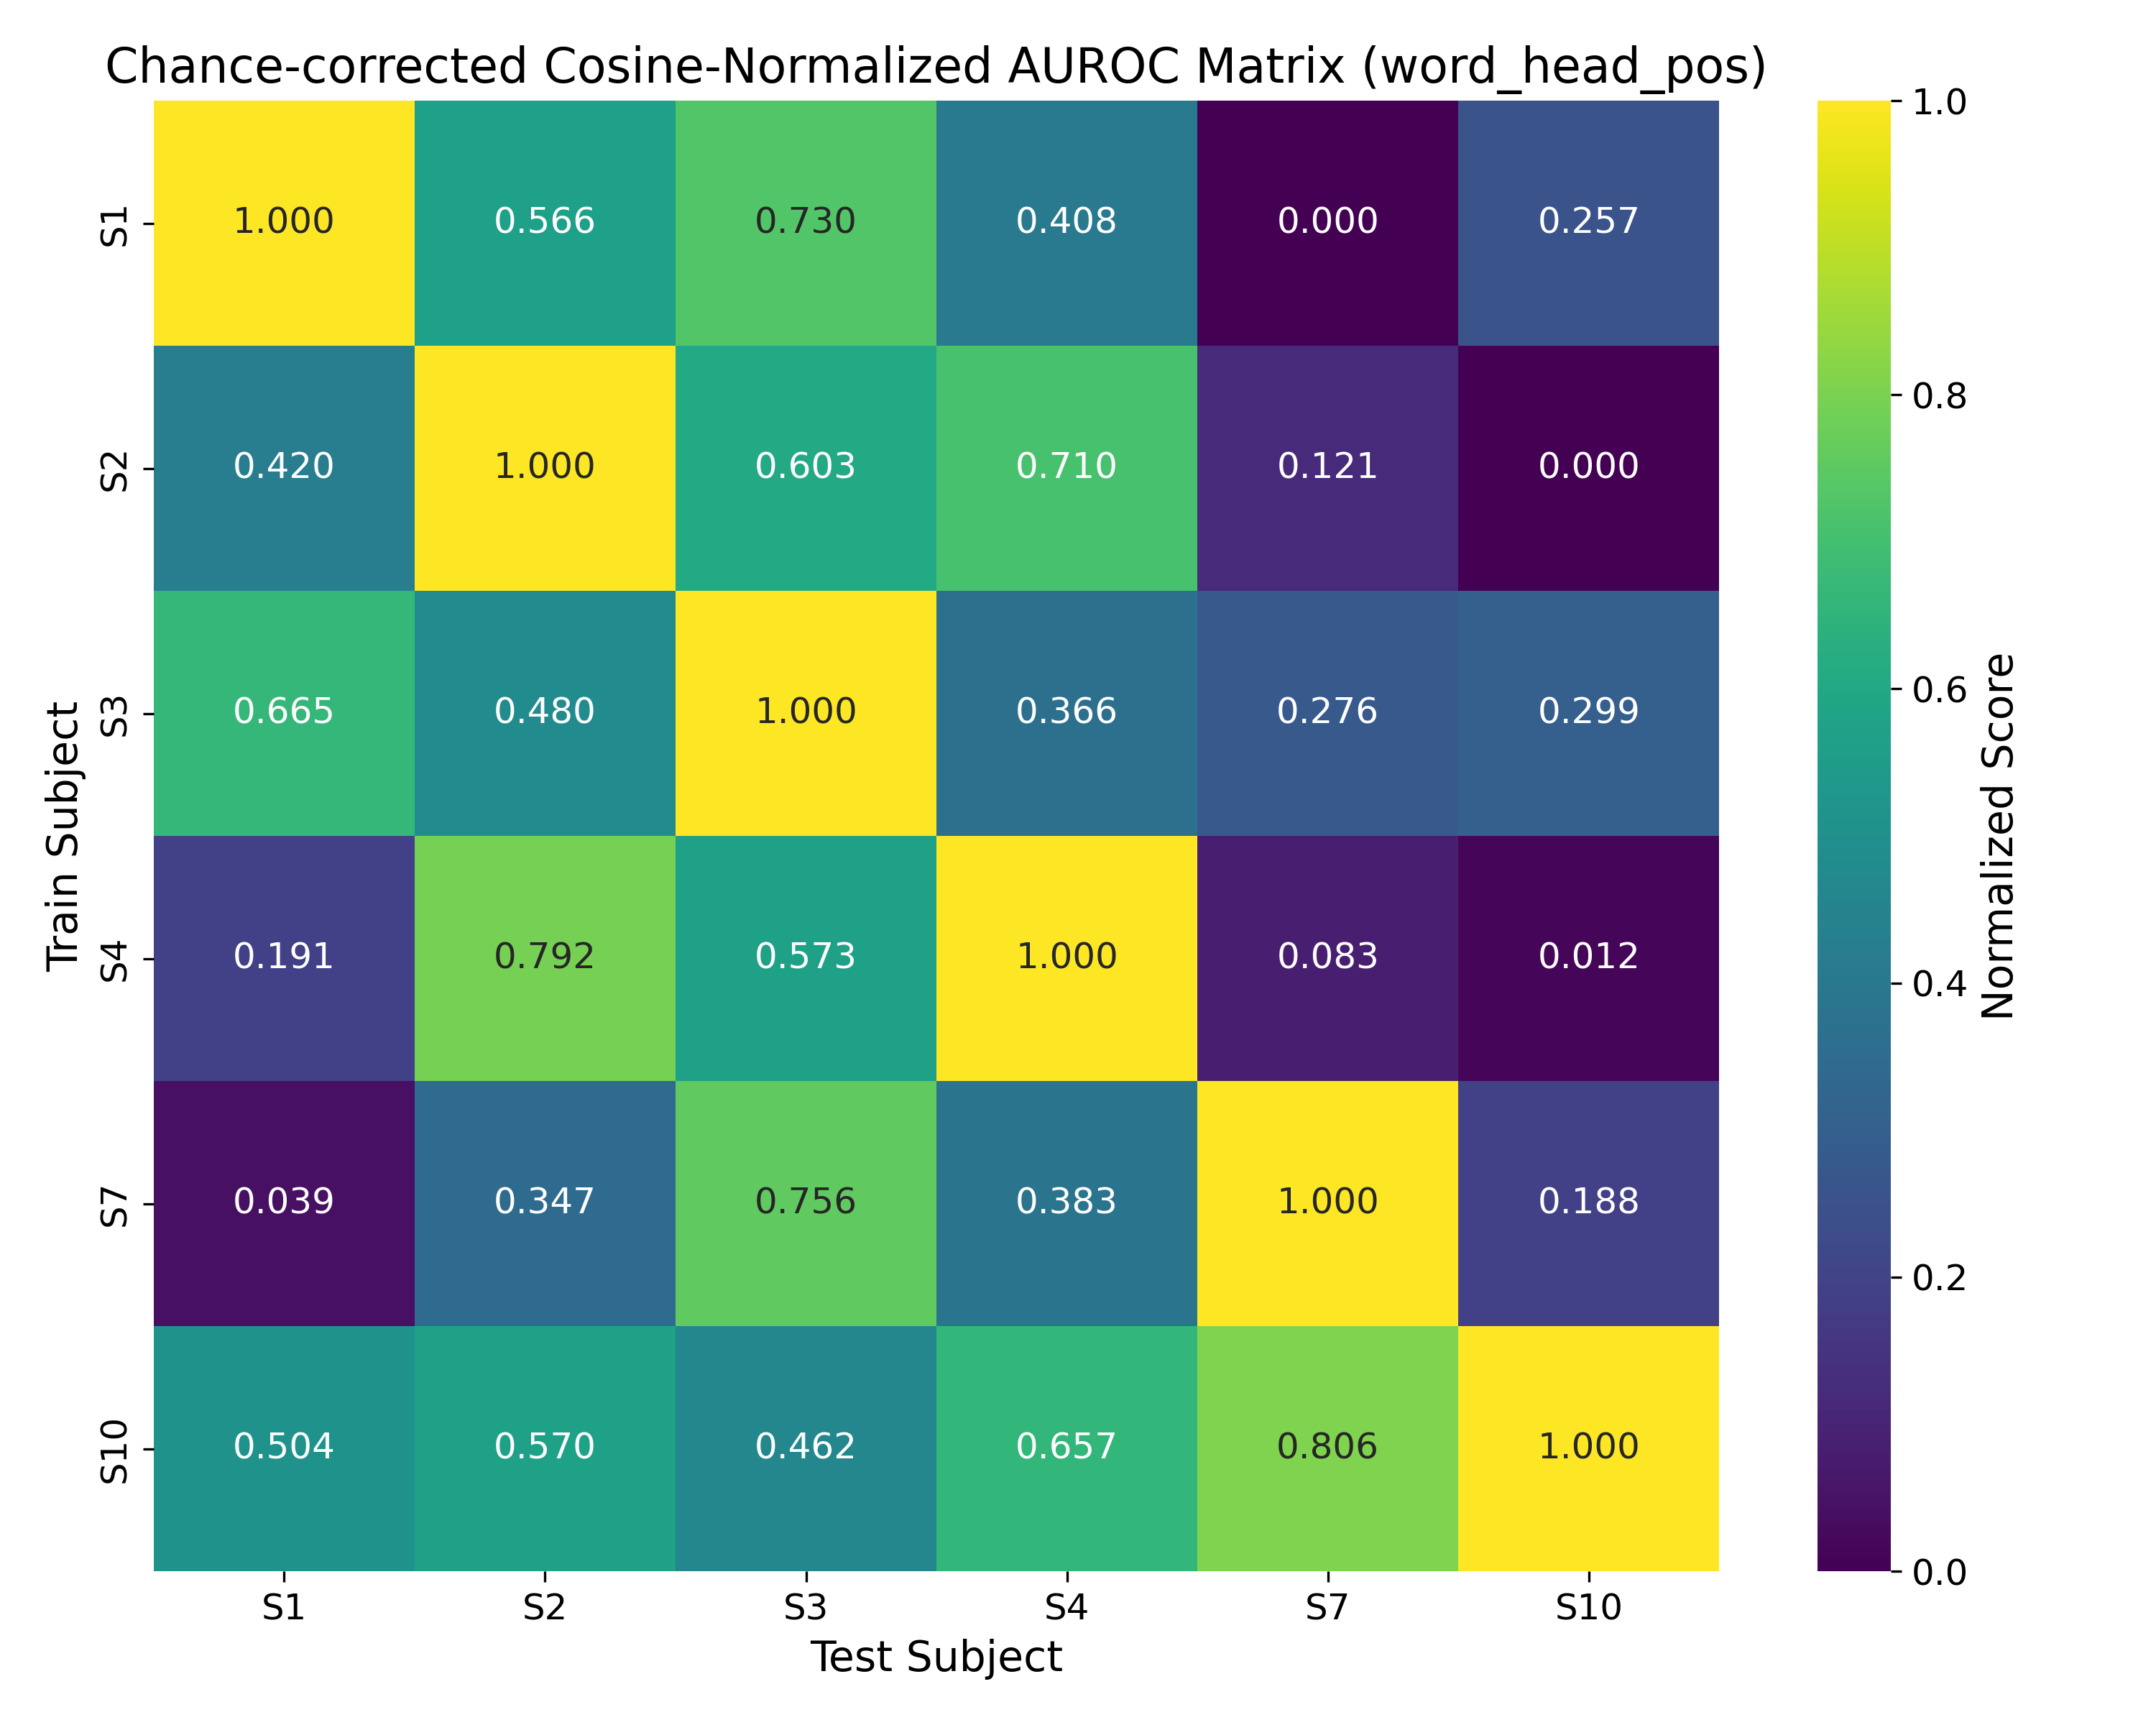 Chance-corrected Cosine-Normalized AUROC Matrix (word_head_pos)
Train Subject
S1 1.000 0.566 0.730 0.408 0.000 0.257
S2 0.420 1.000 0.603 0.710 0.121 0.000
S3 0.665 0.480 1.000 0.366 0.276 0.299
S4 0.191 0.792 0.573 1.000 0.083 0.012
S7 0.039 0.347 0.756 0.383 1.000 0.188
S10 0.504 0.570 0.462 0.657 0.806 1.000
S1 S2 S3 S4 S7 S10
Test Subject
1.0
0.8
0.6
0.4
0.2
0.0
Normalized Score